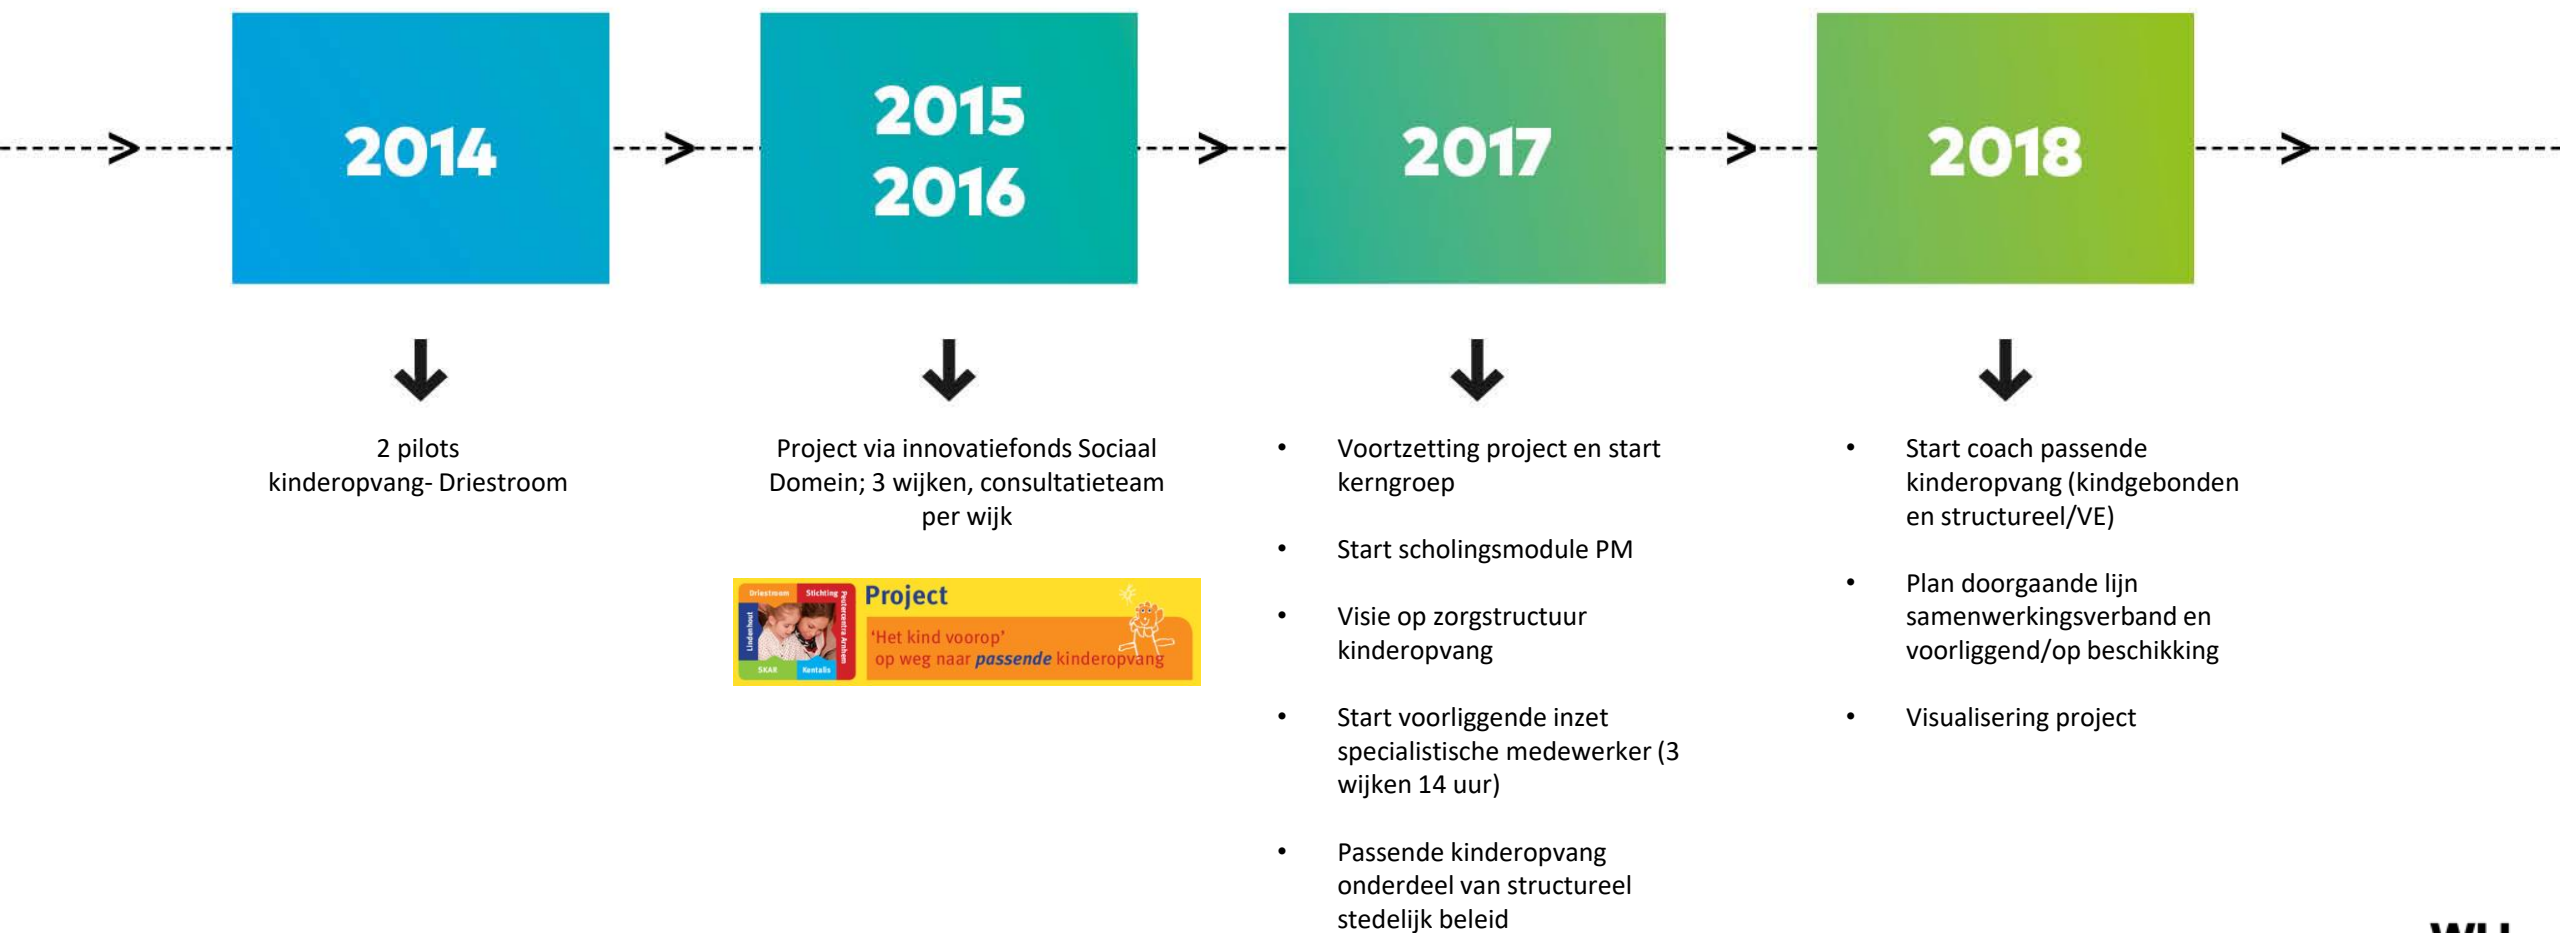 2014
2015
2016
2017
2018
2 pilots
kinderopvang- Driestroom
Project via innovatiefonds Sociaal
Domein; 3 wijken, consultatieteam
per wijk
Driestroom
Stichting
Peutercentra Arnhem
Lindenhout
SKAR
Kentalis
Project
‘Het kind voorop’
op weg naar passende kinderopvang
• Voortzetting project en start
kerngroep
• Start scholingsmodule PM
• Visie op zorgstructuur
kinderopvang
• Start voorliggende inzet
specialistische medewerker (3
wijken 14 uur)
• Passende kinderopvang
onderdeel van structureel
stedelijk beleid
• Start coach passende
kinderopvang (kindgebonden
en structureel/VE)
• Plan doorgaande lijn
samenwerkingsverband en
voorliggend/op beschikking
• Visualisering project